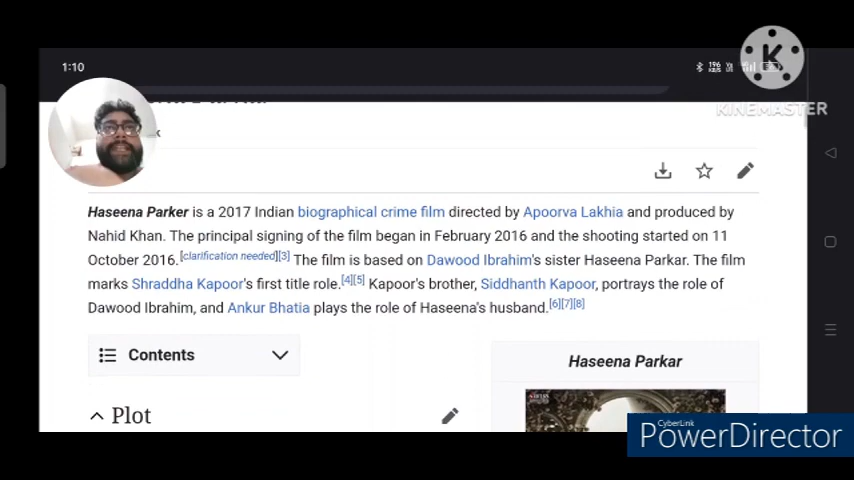 1:10
KINEMASTER
Haseena Parker is a 2017 Indian biographical crime film directed by Apoorva Lakhia and produced by
Nahid Khan. The principal signing of the film began in February 2016 and the shooting started on 11
October 2016.[clarification needed][3] The film is based on Dawood Ibrahim's sister Haseena Parkar. The film
marks Shraddha Kapoor's first title role.[4][5] Kapoor's brother, Siddhanth Kapoor, portrays the role of
Dawood Ibrahim, and Ankur Bhatia plays the role of Haseena's husband.[6][7][8]
Contents
Haseena Parkar
Plot
CyberLink
PowerDirector